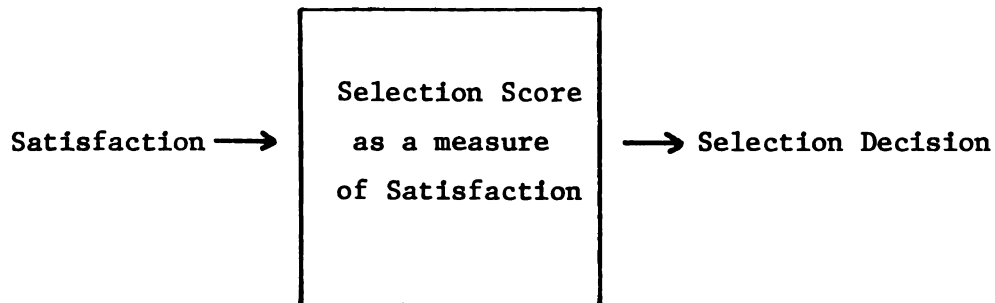 Selection Score
Satisfaction as a measure Selection Decision
of Satisfaction